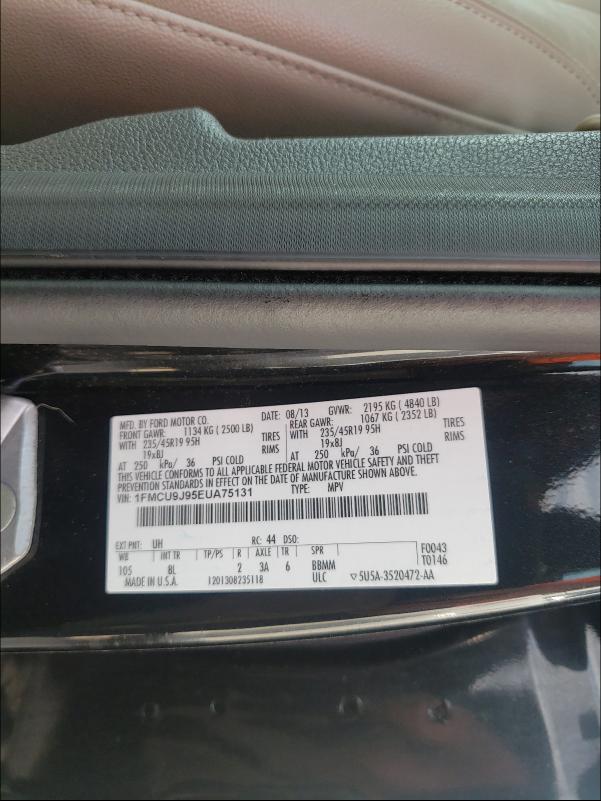 MFD. BY FORD MOTOR CO.
DATE: 08/13 GVWR: 2195 KG ( 4840 LB)
FRONT GAWR: 1134 KG ( 2500 LB) REAR GAWR: 1067 KG ( 2352 LB)
WITH 235/45R19 95H TIRES WITH 235/45R19 95H TIRES
19x8J RIMS 19x8J RIMS
AT 250 kPa/ 36 PSI COLD AT 250 kPa/ 36 PSI COLD
THIS VEHICLE CONFORMS TO ALL APPLICABLE FEDERAL MOTOR VEHICLE SAFETY AND THEFT
PREVENTION STANDARDS IN EFFECT ON THE DATE OF MANUFACTURE SHOWN ABOVE.
VIN: 1FMCU9J95EUA75131 TYPE: MPV
EXT PNT: UH RC: 44 DSO: F0043
WB INT TR TP/PS R AXLE TR SPR T0146
105 8L 2 3A 6 BBMM
MADE IN U.S.A. 1201308235118 ULC ▽5U5A-3520472-AA